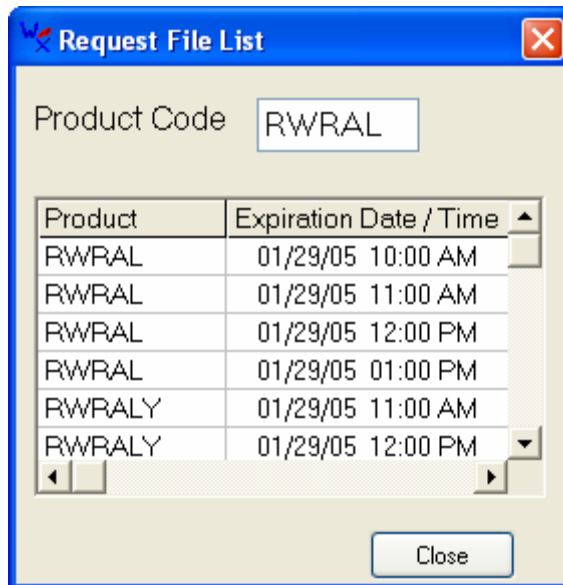 Request File List
Product Code RWRAL
Product Expiration Date / Time
RWRAL 01/29/05 10:00 AM
RWRAL 01/29/05 11:00 AM
RWRAL 01/29/05 12:00 PM
RWRAL 01/29/05 01:00 PM
RWRALY 01/29/05 11:00 AM
RWRALY 01/29/05 12:00 PM
Close